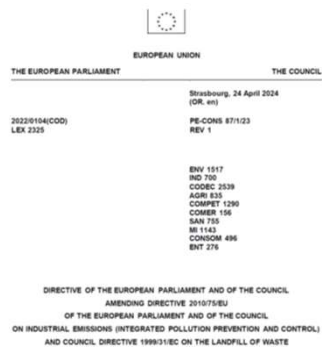 EUROPEAN UNION
THE EUROPEAN PARLIAMENT THE COUNCIL
Strasbourg, 24 April 2024
(OR. en)
2022/0104(COD) PE-CONS 87/1/23
LEX 2325 REV 1
ENV 1517
IND 700
CODEC 2539
AGRI 835
COMPET 1290
COMER 156
SAN 755
MI 1143
CONSOM 496
ENT 276
DIRECTIVE OF THE EUROPEAN PARLIAMENT AND OF THE COUNCIL
AMENDING DIRECTIVE 2010/75/EU
OF THE EUROPEAN PARLIAMENT AND OF THE COUNCIL
ON INDUSTRIAL EMISSIONS (INTEGRATED POLLUTION PREVENTION AND CONTROL)
AND COUNCIL DIRECTIVE 1999/31/EC ON THE LANDFILL OF WASTE